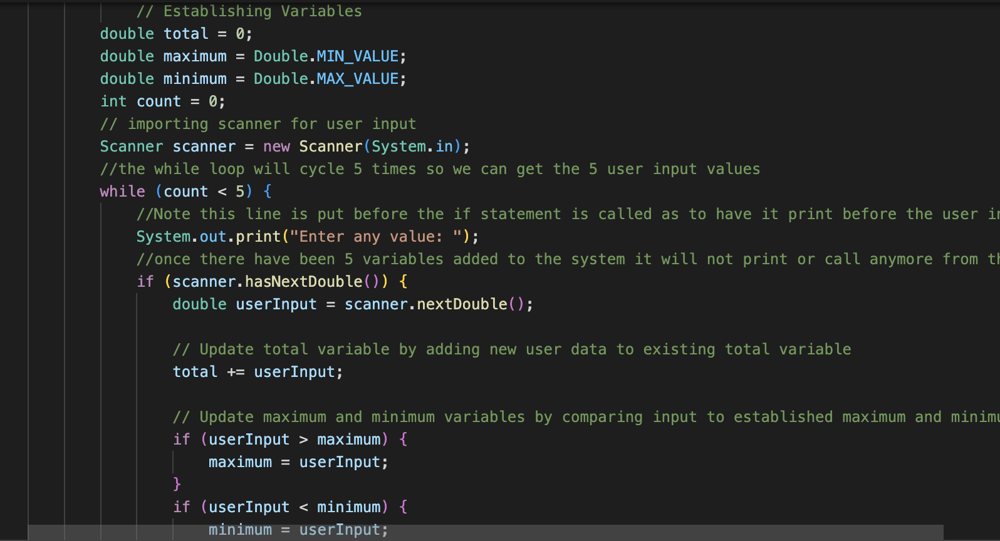 // Establishing Variables
double total = 0;
double maximum = Double.MIN_VALUE;
double minimum = Double.MAX_VALUE;
int count = 0;
// importing scanner for user input
Scanner scanner = new Scanner(System.in);
//the while loop will cycle 5 times so we can get the 5 user input values
while (count < 5) {
//Note this line is put before the if statement is called as to have it print before the user
System.out.print("Enter any value: ");
//once there have been 5 variables added to the system it will not print or call anymore from
if (scanner.hasNextDouble()) {
double userInput = scanner.nextDouble();
// Update total variable by adding new user data to existing total variable
total += userInput;
// Update maximum and minimum variables by comparing input to established maximum and
if (userInput > maximum) {
maximum = userInput;
}
if (userInput < minimum) {
minimum = userInput;